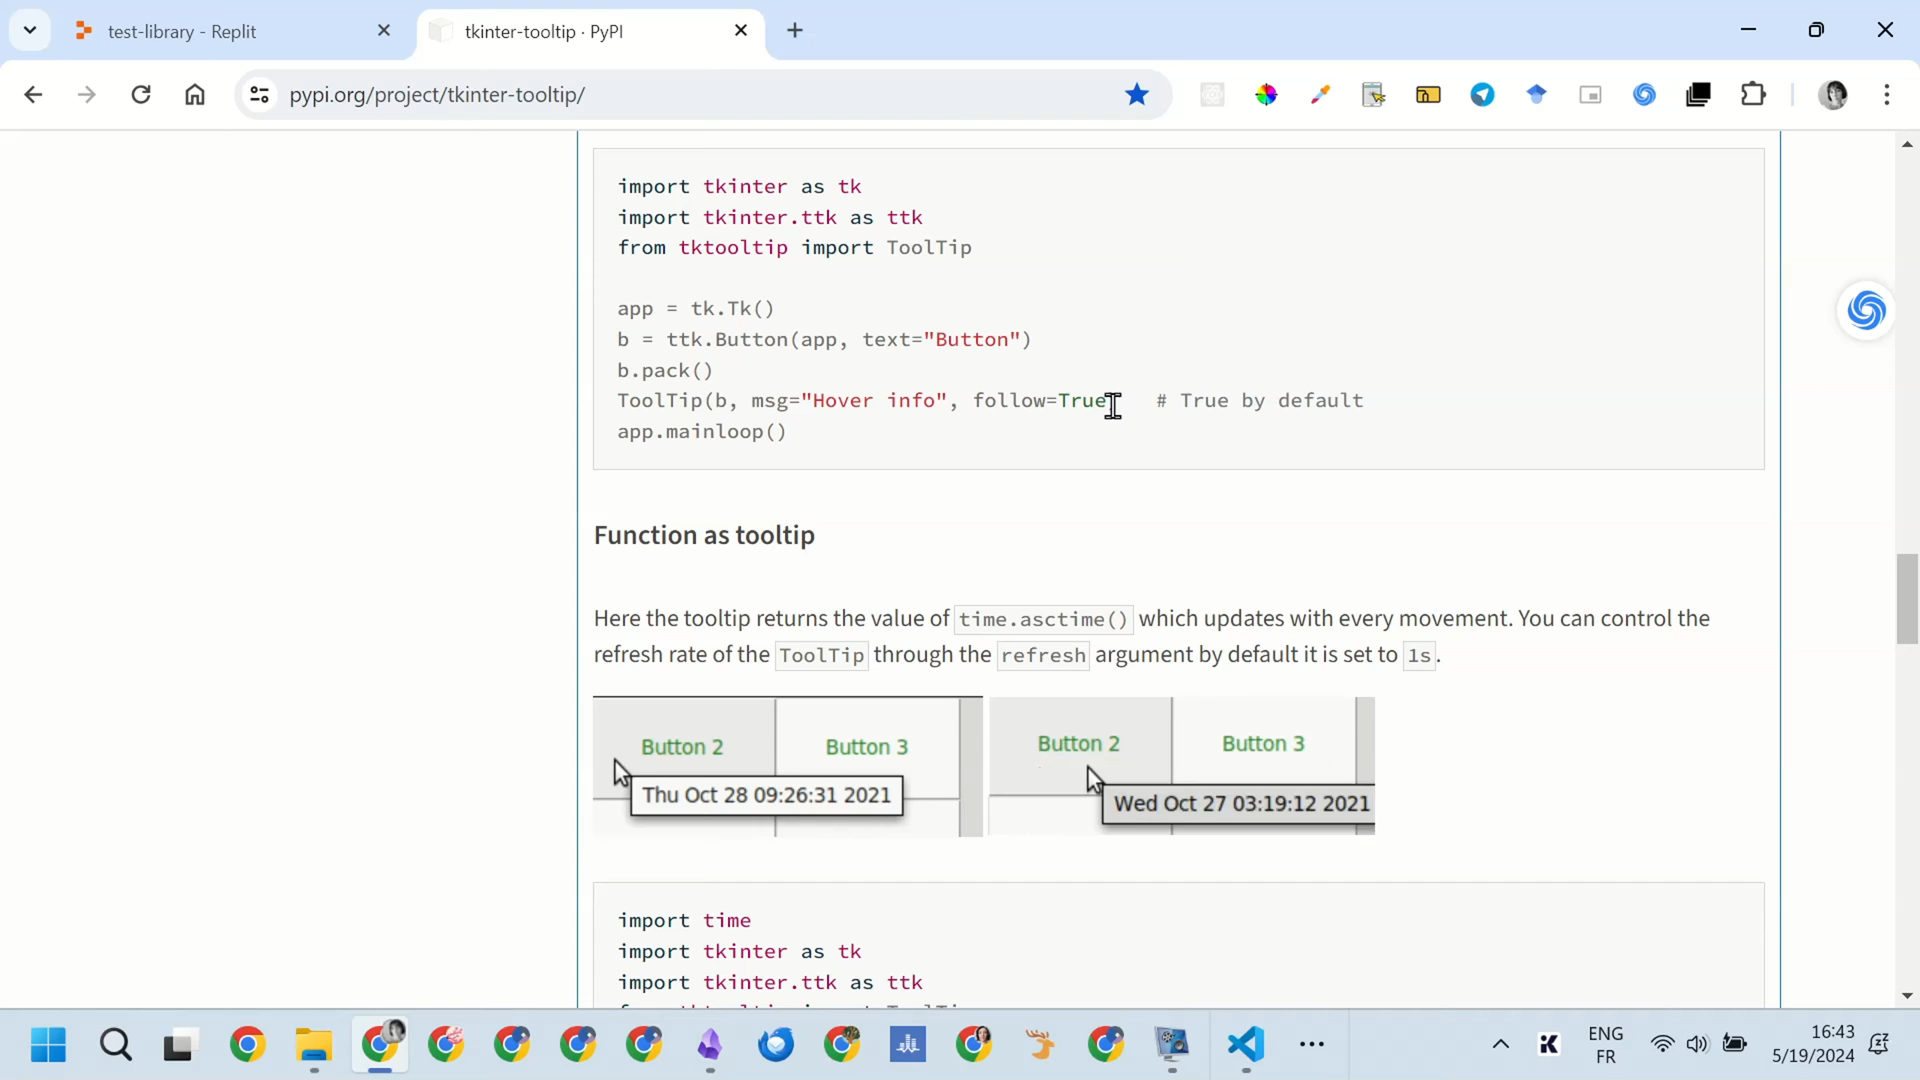 test-library - Replit
tkinter-tooltip · PyPI
pypi.org/project/tkinter-tooltip/
import tkinter as tk
import tkinter.ttk as ttk
from tktooltip import ToolTip
app = tk.Tk()
b = ttk.Button(app, text="Button")
b.pack()
ToolTip(b, msg="Hover info", follow=True) # True by default
app.mainloop()
Function as tooltip
Here the tooltip returns the value of time.asctime() which updates with every movement. You can control the
refresh rate of the ToolTip through the refresh argument by default it is set to 1s.
Button 2
Button 3
Thu Oct 28 09:26:31 2021
Button 2
Button 3
Wed Oct 27 03:19:12 2021
import time
import tkinter as tk
import tkinter.ttk as ttk
ENG
FR
16:43
5/19/2024